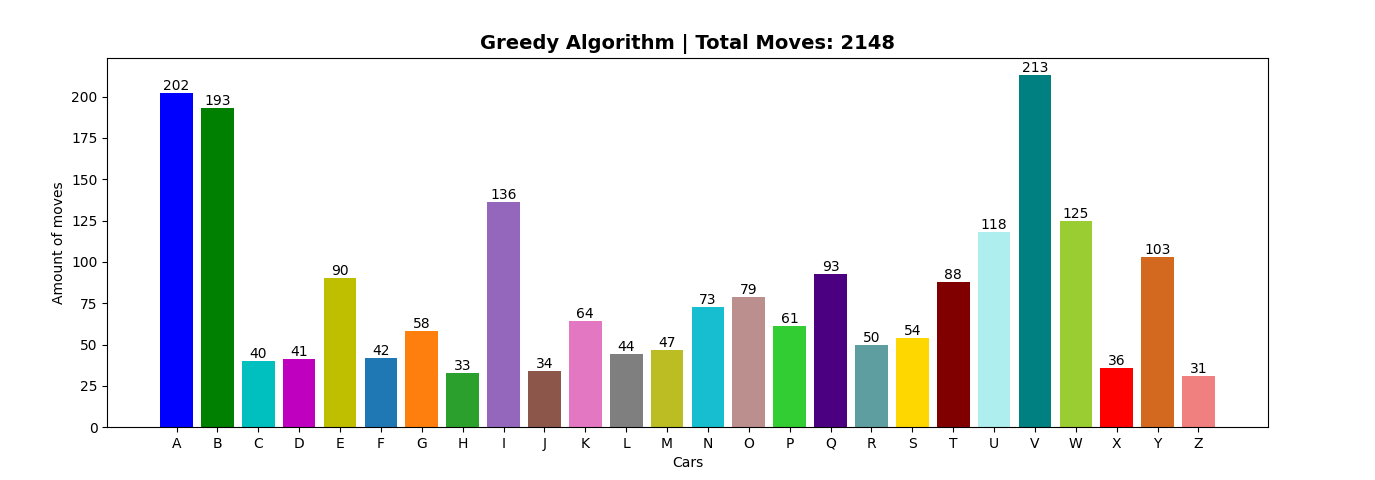 Greedy Algorithm | Total Moves: 2148
Amount of moves
200
175
150
125
100
75
50
25
0
202 193 40 41 90 42 58 33 136 34 64 44 47 73 79 61 93 50 54 88 118 213 125 36 103 31
A B C D E F G H I J K L M N O P Q R S T U V W X Y Z
Cars